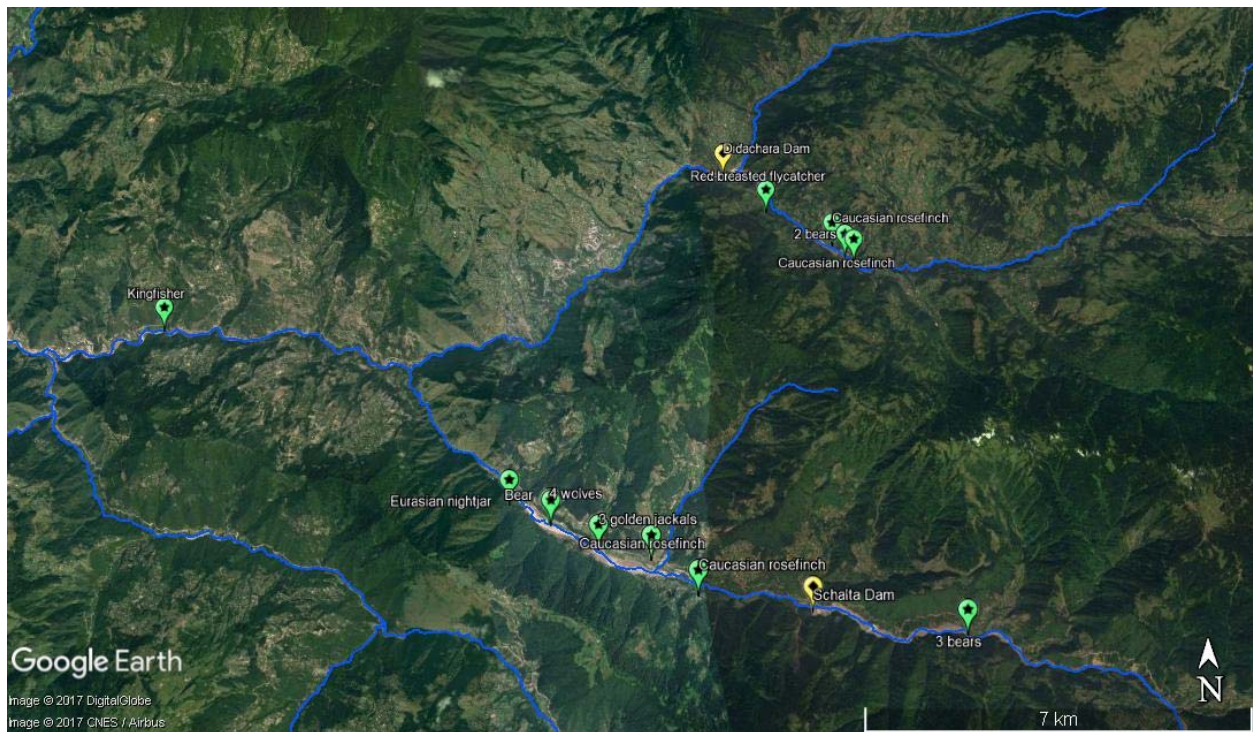 Didachara Dam
Red breasted flycatcher
Caucasian rosefinch
2 bears
Caucasian rosefinch
Kingfisher
Eurasian nightjar
Bear
4 wolves
3 golden jackals
Caucasian rosefinch
Caucasian rosefinch
Schalta Dam
3 bears
Google Earth
Image © 2017 DigitalGlobe
Image © 2017 CNES / Airbus
N
7 km